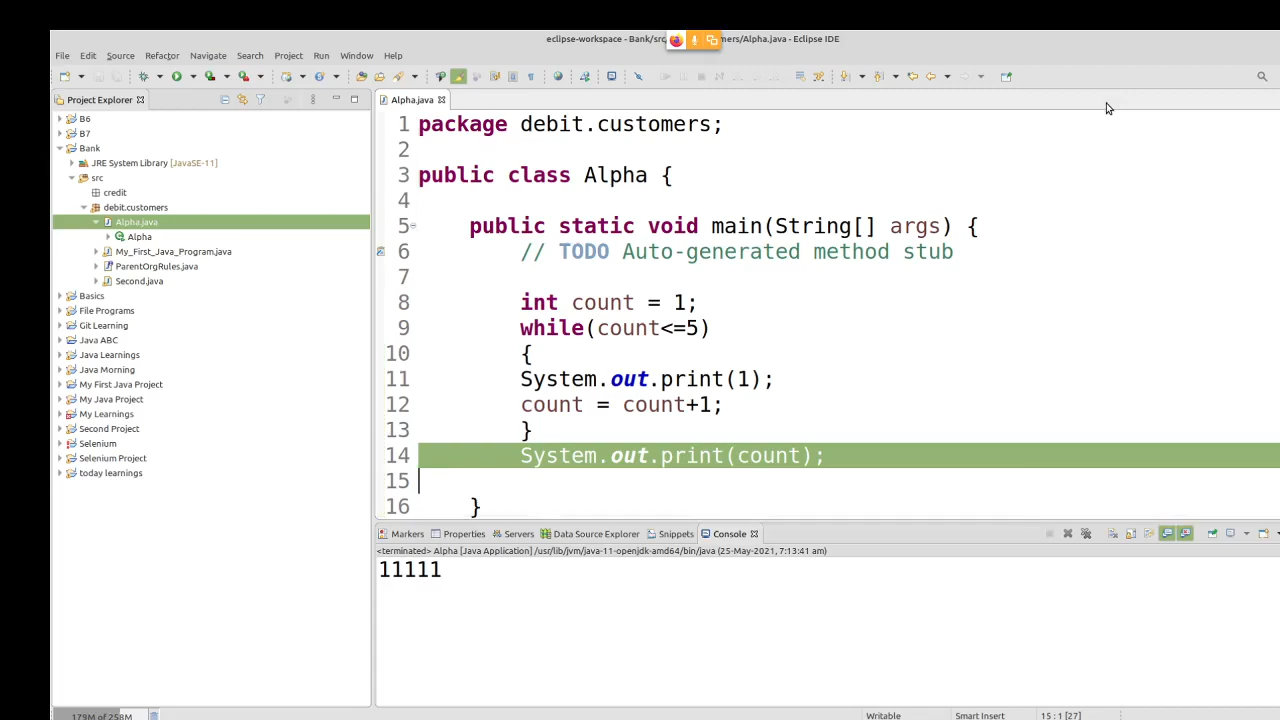 eclipse-workspace - Bank/src mers/Alpha.java - Eclipse IDE
File Edit Source Refactor Navigate Search Project Run Window Help
Project Explorer
B6
B7
Bank
JRE System Library [JavaSE-11]
src
credit
debit.customers
Alpha.java
Alpha
My_First_Java_Program.java
ParentOrgRules.java
Second.java
Basics
File Programs
Git Learning
Java ABC
Java Learnings
Java Morning
My First Java Project
My Java Project
My Learnings
Second Project
Selenium
Selenium Project
today learnings
Alpha.java
1 package debit.customers;
2
3 public class Alpha {
4
5 public static void main(String[] args) {
6 // TODO Auto-generated method stub
7
8 int count = 1;
9 while(count<=5)
10 {
11 System.out.print(1);
12 count = count+1;
13 }
14 System.out.print(count);
15
16 }
Markers Properties Servers Data Source Explorer Snippets Console
<terminated> Alpha [Java Application] /usr/lib/jvm/java-11-openjdk-amd64/bin/java (25-May-2021, 7:13:41 am)
11111
179M of 258M Writable Smart Insert 15 : 1 [27]